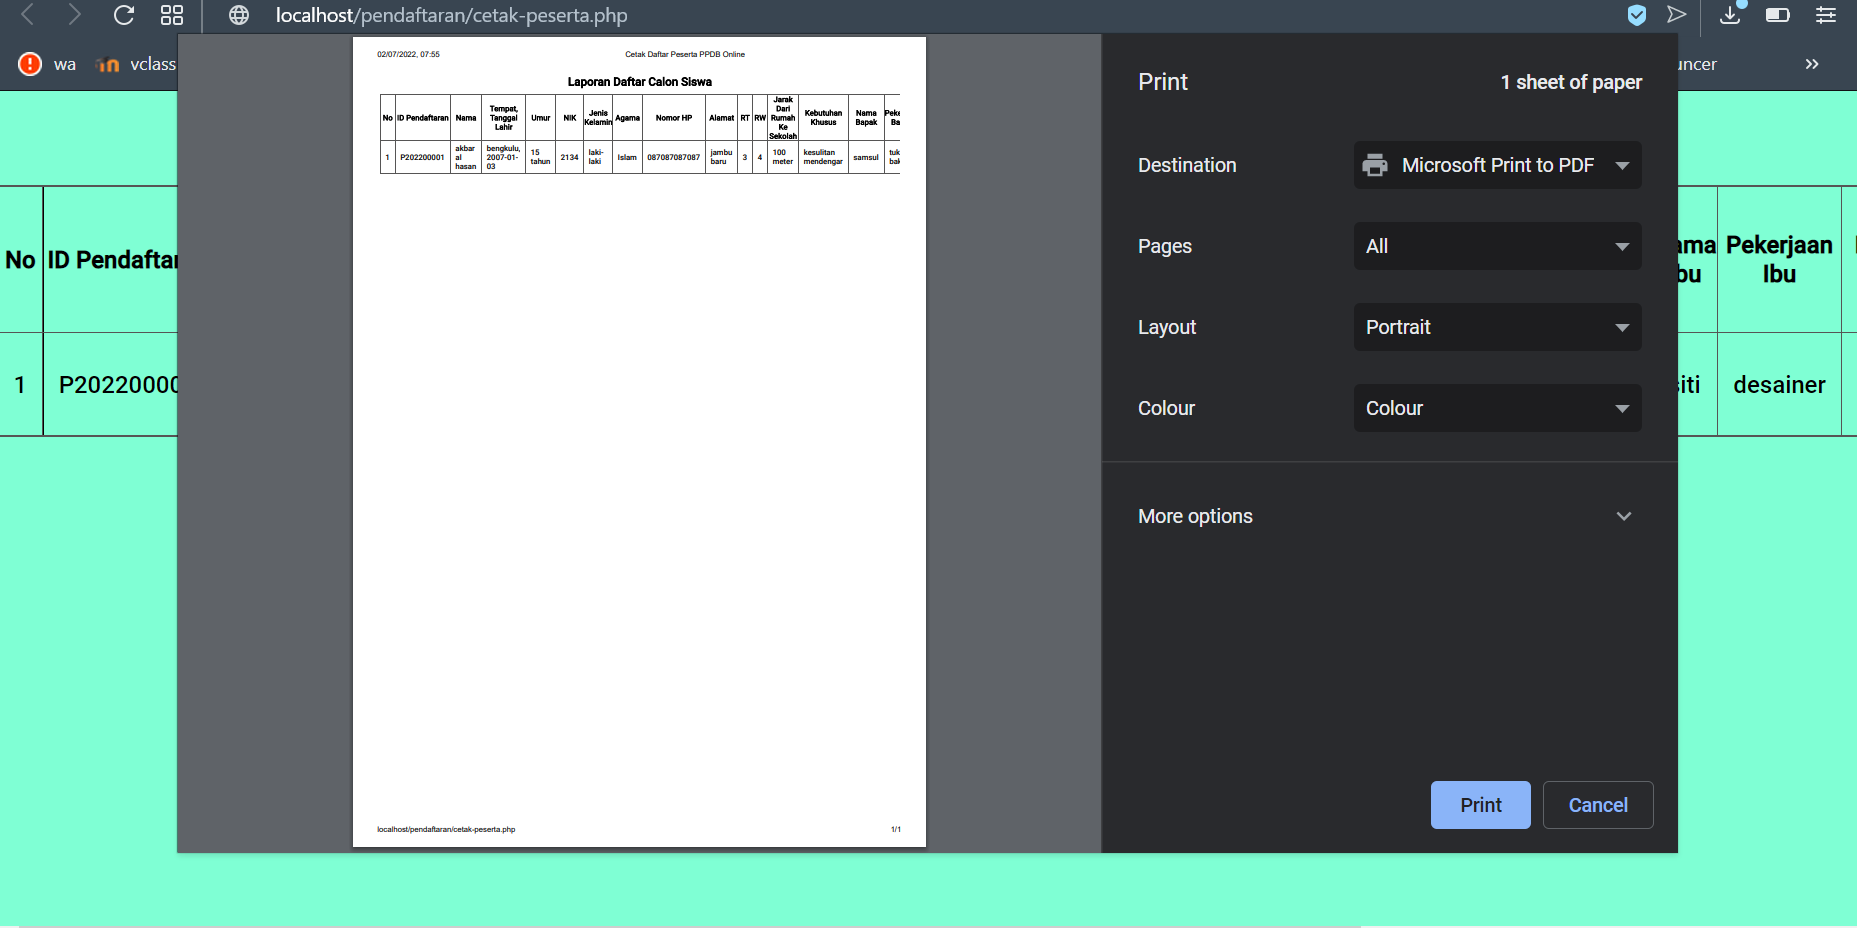 localhost/pendaftaran/cetak-peserta.php
wa
vclass
uncer
02/07/2022, 07:55
Cetak Daftar Peserta PPDB Online
Laporan Daftar Calon Siswa
No ID Pendaftaran Nama Tempat, Tanggal Lahir Umur NIK Jenis Kelamin Agama Nomor HP Alamat RT RW Jarak Dari Rumah Ke Sekolah Kebutuhan Khusus Nama Bapak Peke Ba
1 P202200001 akbar al hasan bengkulu, 2007-01-03 15 tahun 2134 laki-laki Islam 087087087087 jambu baru 3 4 100 meter kesulitan mendengar samsul tuk bak
localhost/pendaftaran/cetak-peserta.php
1/1
Print
1 sheet of paper
Destination
Microsoft Print to PDF
Pages
All
Layout
Portrait
Colour
Colour
More options
Print
Cancel
No
ID Pendaftar
ama
bu
Pekerjaan
Ibu
1
P20220000
siti
desainer